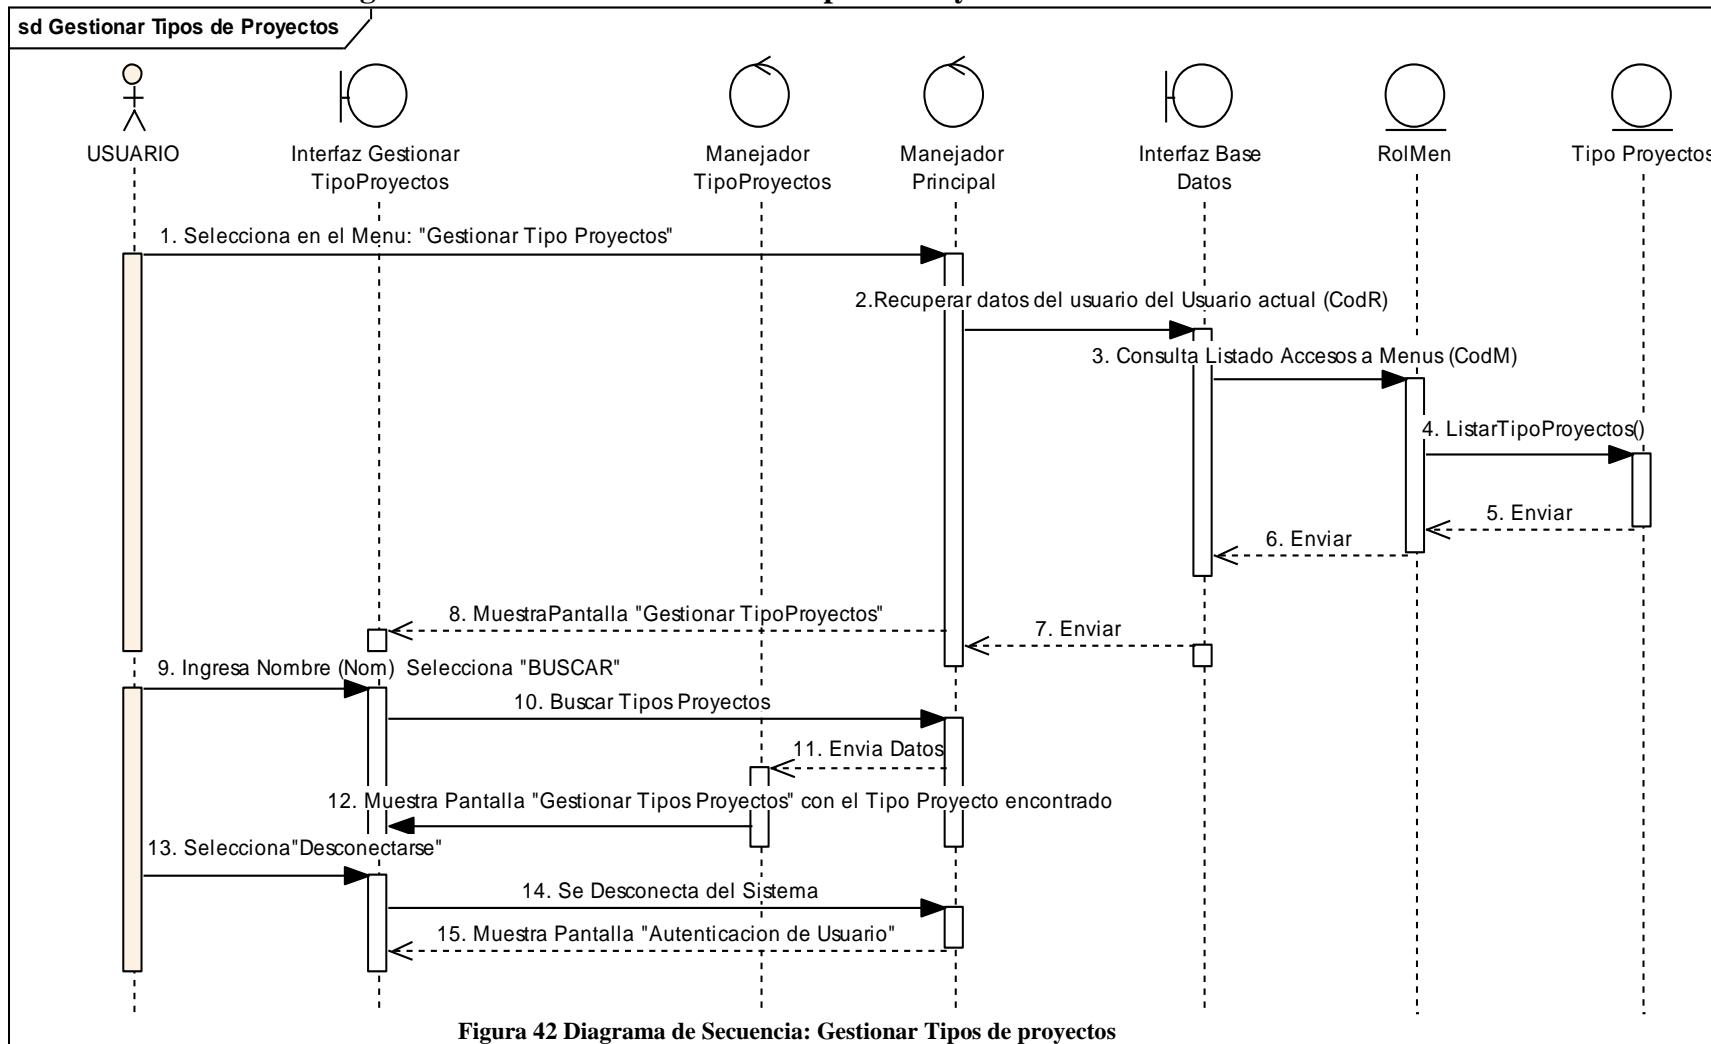 sd Gestionar Tipos de Proyectos
USUARIO
Interfaz Gestionar
TipoProyectos
Manejador
TipoProyectos
Manejador
Principal
Interfaz Base
Datos
RolMen
Tipo Proyectos
1. Selecciona en el Menu: "Gestionar Tipo Proyectos"
2.Recuperar datos del usuario del Usuario actual (CodR)
3. Consulta Listado Accesos a Menus (CodM)
4. ListarTipoProyectos()
5. Enviar
6. Enviar
7. Enviar
8. MuestraPantalla "Gestionar TipoProyectos"
9. Ingresa Nombre (Nom) Selecciona "BUSCAR"
10. Buscar Tipos Proyectos
11. Envia Datos
12. Muestra Pantalla "Gestionar Tipos Proyectos" con el Tipo Proyecto encontrado
13. Selecciona"Desconectarse"
14. Se Desconecta del Sistema
15. Muestra Pantalla "Autenticacion de Usuario"
Figura 42 Diagrama de Secuencia: Gestionar Tipos de proyectos